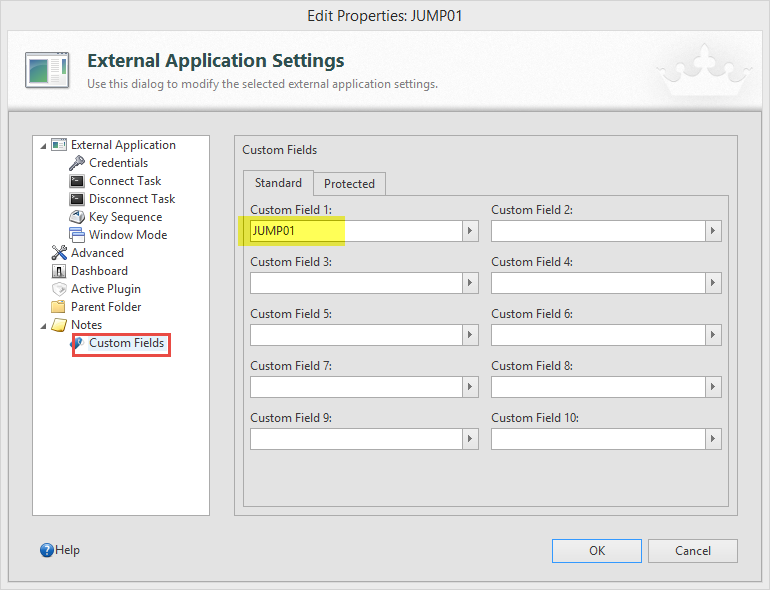 Edit Properties: JUMP01
External Application Settings
Use this dialog to modify the selected external application settings.
External Application
Credentials
Connect Task
Disconnect Task
Key Sequence
Window Mode
Advanced
Dashboard
Active Plugin
Parent Folder
Notes
Custom Fields
Custom Fields
Standard Protected
Custom Field 1: Custom Field 2:
JUMP01
Custom Field 3: Custom Field 4:
Custom Field 5: Custom Field 6:
Custom Field 7: Custom Field 8:
Custom Field 9: Custom Field 10:
Help OK Cancel